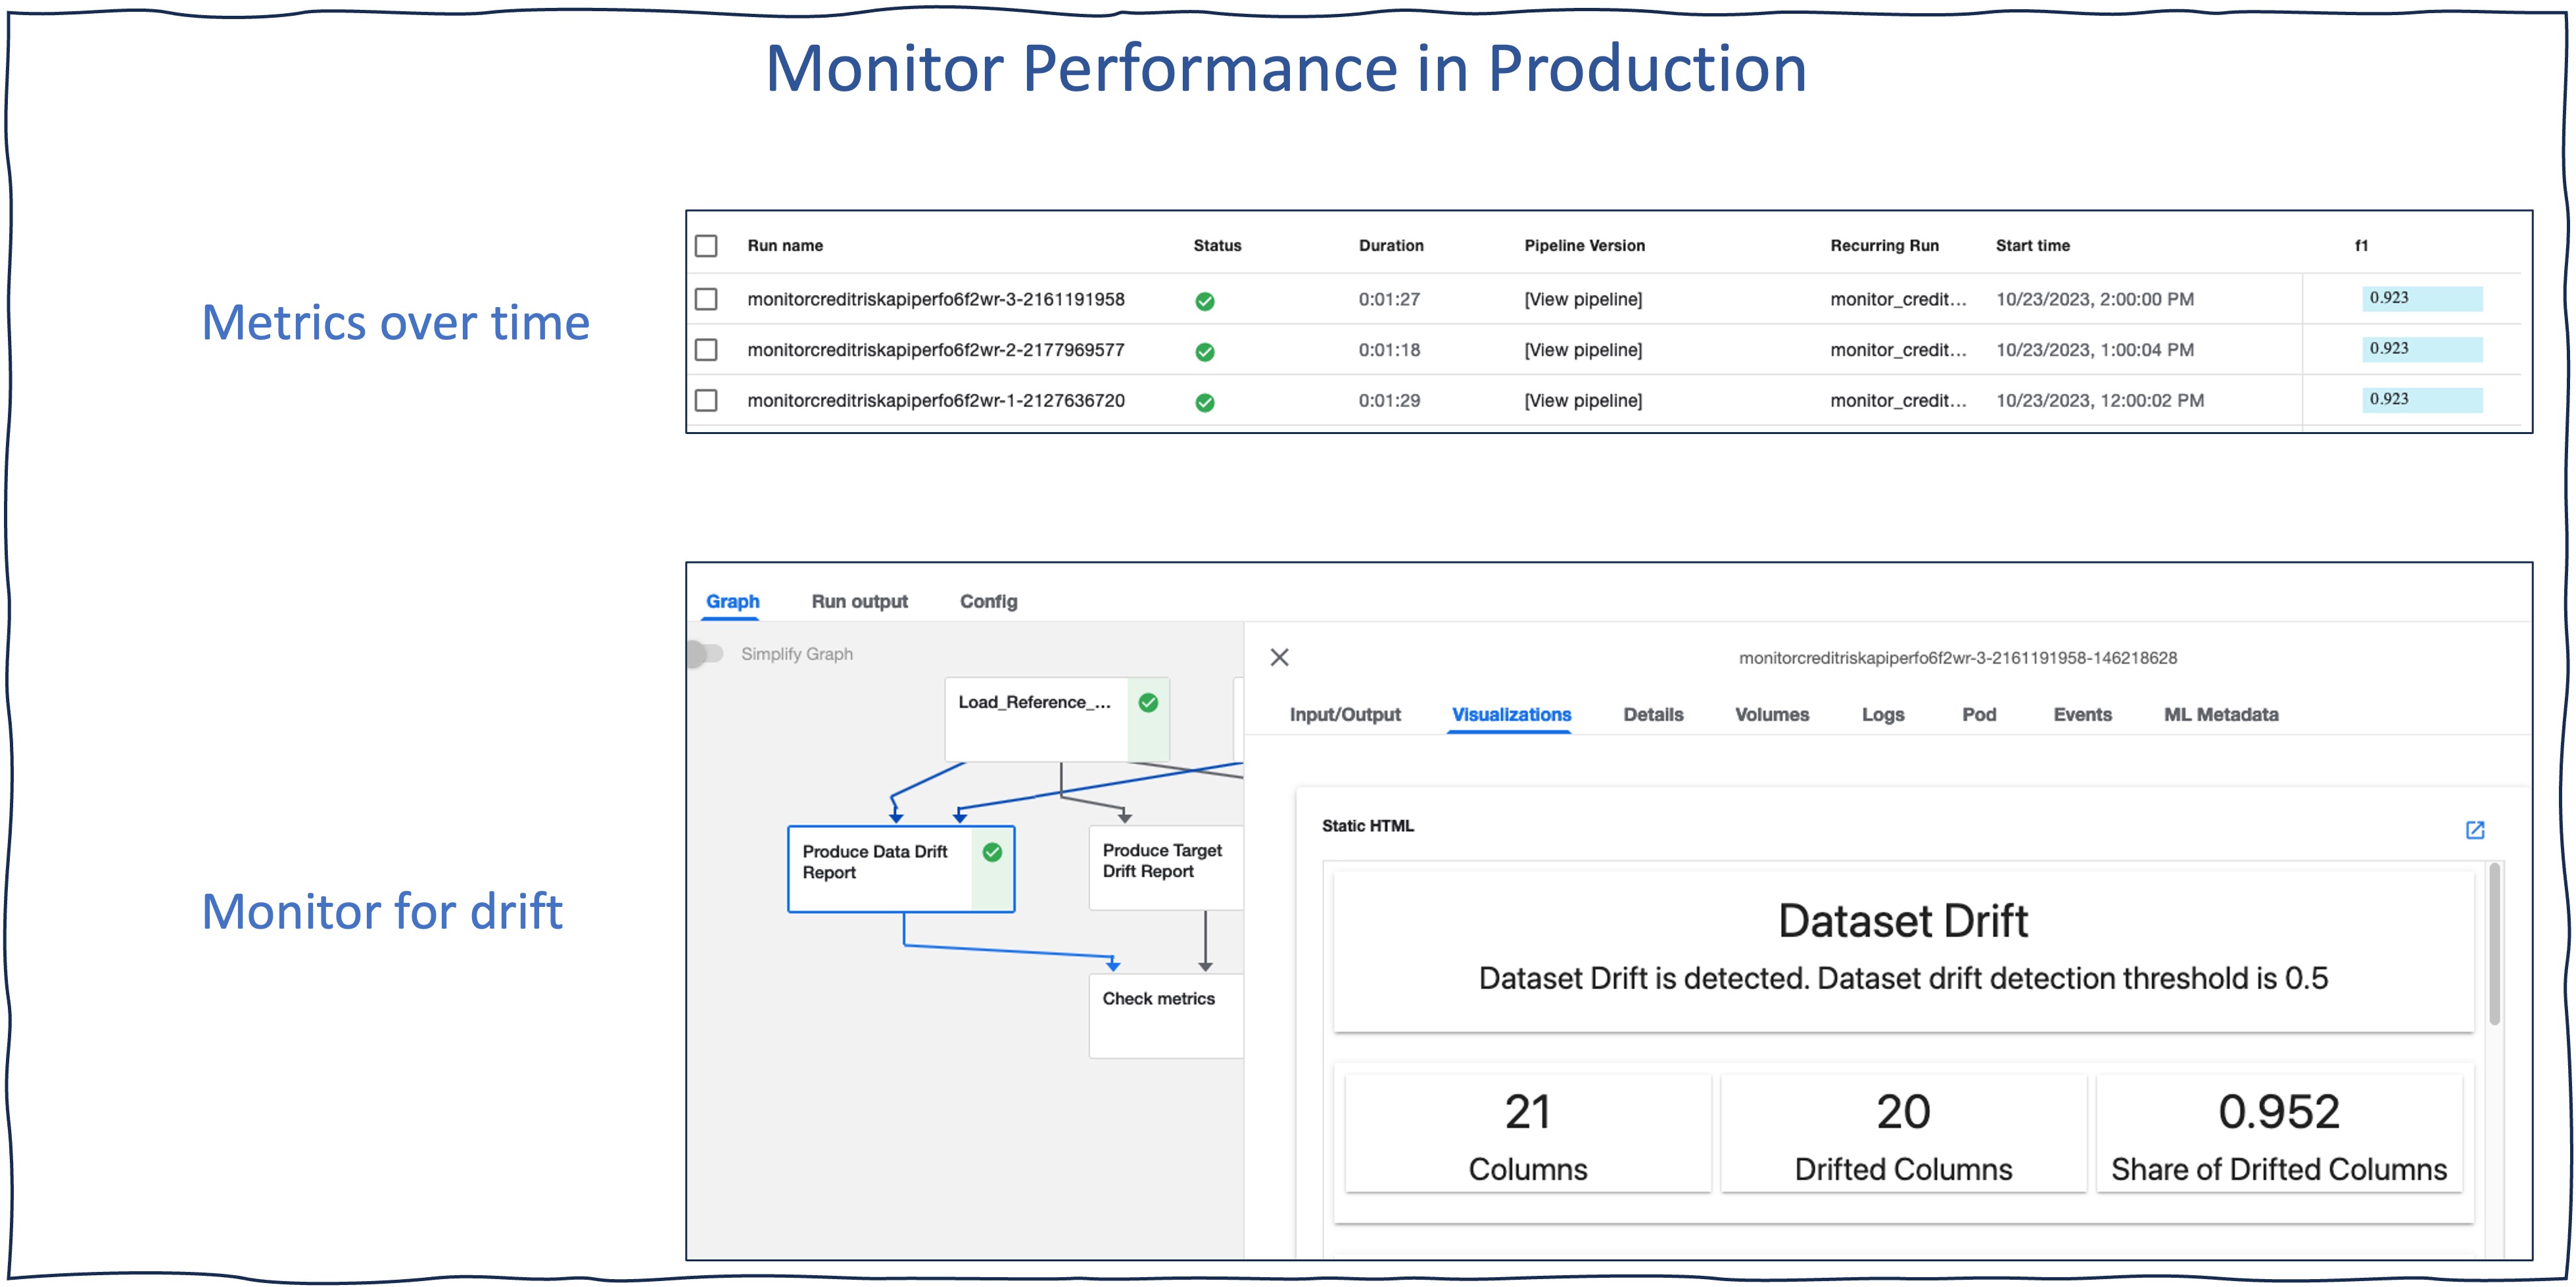 Monitor Performance in Production
Metrics over time
Run name Status Duration Pipeline Version Recurring Run Start time f1
monitorcreditriskapiperfo6f2wr-3-2161191958 0:01:27 [View pipeline] monitor_credit... 10/23/2023, 2:00:00 PM 0.923
monitorcreditriskapiperfo6f2wr-2-2177969577 0:01:18 [View pipeline] monitor_credit... 10/23/2023, 1:00:04 PM 0.923
monitorcreditriskapiperfo6f2wr-1-2127636720 0:01:29 [View pipeline] monitor_credit... 10/23/2023, 12:00:02 PM 0.923
Monitor for drift
Graph Run output Config
Simplify Graph
Load_Reference_...
Produce Data Drift
Report
Produce Target
Drift Report
Check metrics
monitorcreditriskapiperfo6f2wr-3-2161191958-146218628
Input/Output Visualizations Details Volumes Logs Pod Events ML Metadata
Static HTML
Dataset Drift
Dataset Drift is detected. Dataset drift detection threshold is 0.5
21
Columns
20
Drifted Columns
0.952
Share of Drifted Columns